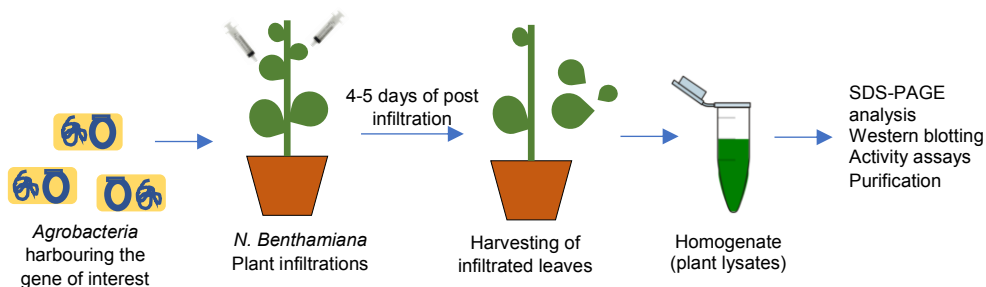 Agrobacteria
harbouring the
gene of interest
N. Benthamiana
Plant infiltrations
4-5 days of post
infiltration
Harvesting of
infiltrated leaves
Homogenate
(plant lysates)
SDS-PAGE
analysis
Western blotting
Activity assays
Purification